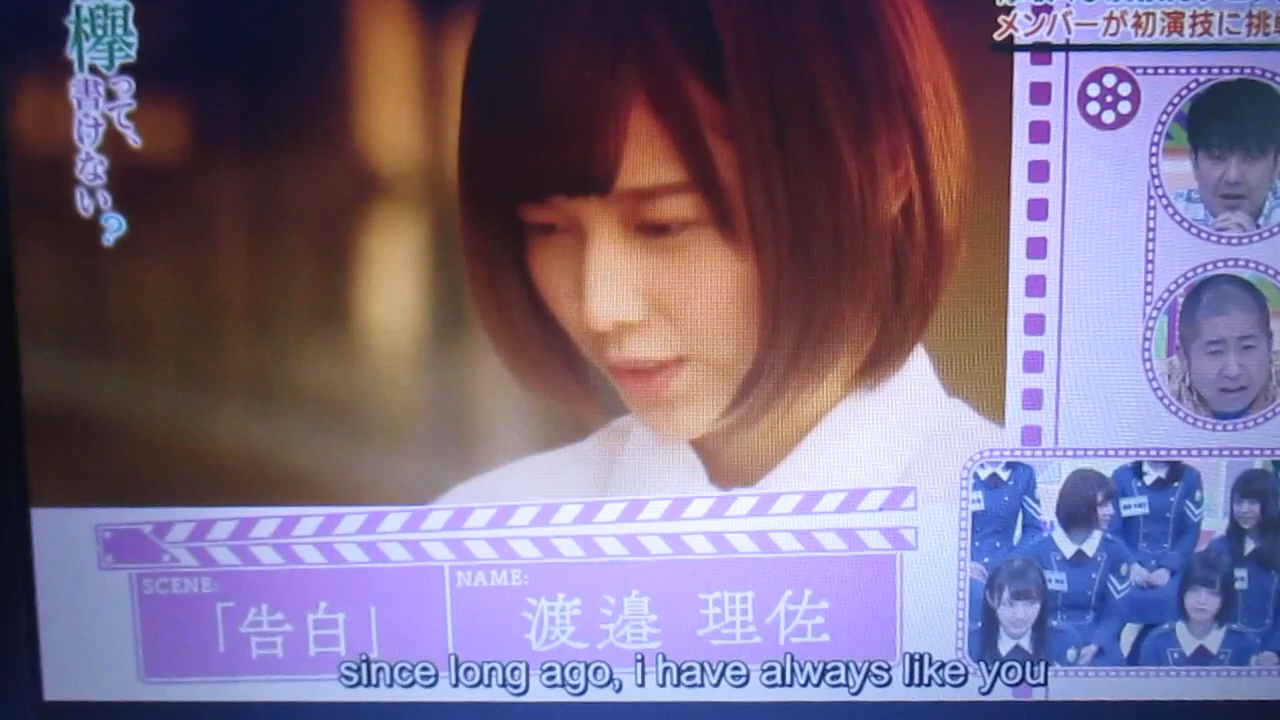 欅って、
書けない?
メンバーが初演技に挑戦
SCENE:
「告白」
NAME:
渡邉 理佐
since long ago, i have always like you